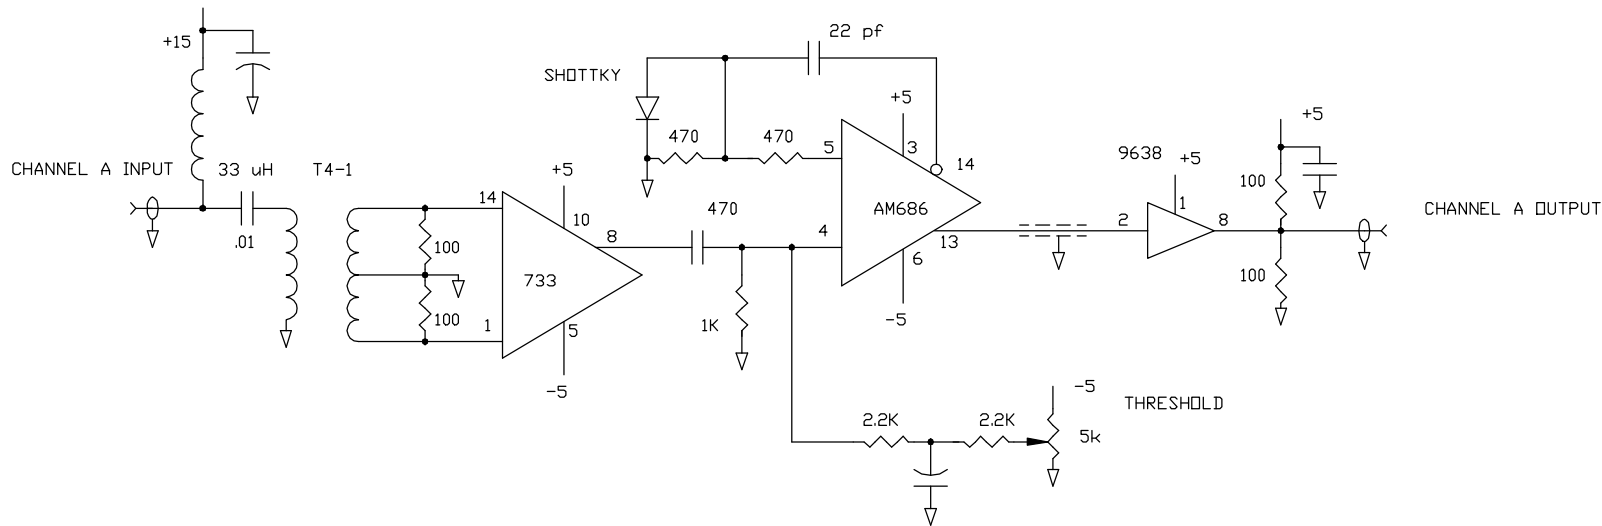 +15
CHANNEL A INPUT
33 uH
.01
T4-1
100
100
14
1
733
+5
10
8
5
-5
470
1K
SHOTTKY
470
470
22 pf
5
4
AM686
+5
3
14
13
6
-5
2.2K
2.2K
-5
5k
THRESHOLD
2
9638
+5
1
8
100
100
+5
CHANNEL A OUTPUT